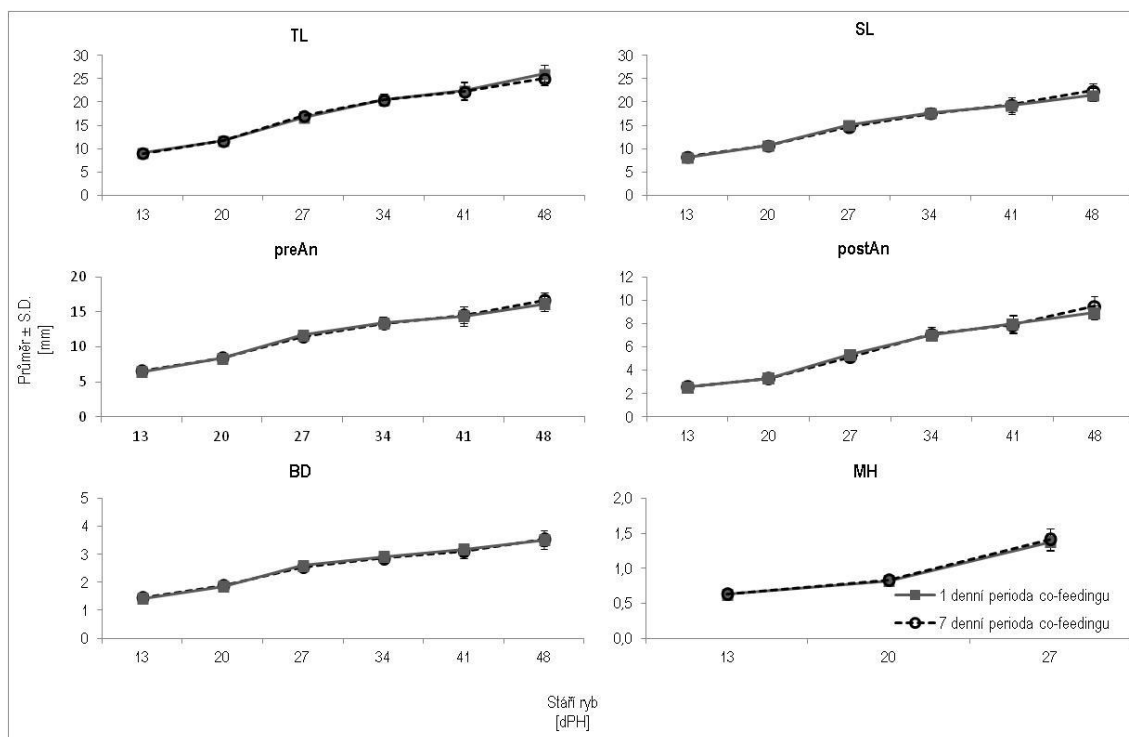 TL
30
25
20
15
10
5
0
13 20 27 34 41 48
SL
30
25
20
15
10
5
0
13 20 27 34 41 48
Průměr ± S.D.
[mm]
preAn
20
15
10
5
0
13 20 27 34 41 48
postAn
12
10
8
6
4
2
0
13 20 27 34 41 48
BD
5
4
3
2
1
0
13 20 27 34 41 48
MH
2,0
1,5
1,0
0,5
0,0
13 20 27
1 denní perioda co-feedingu
7 denní perioda co-feedingu
Stáří ryb
[dPH]